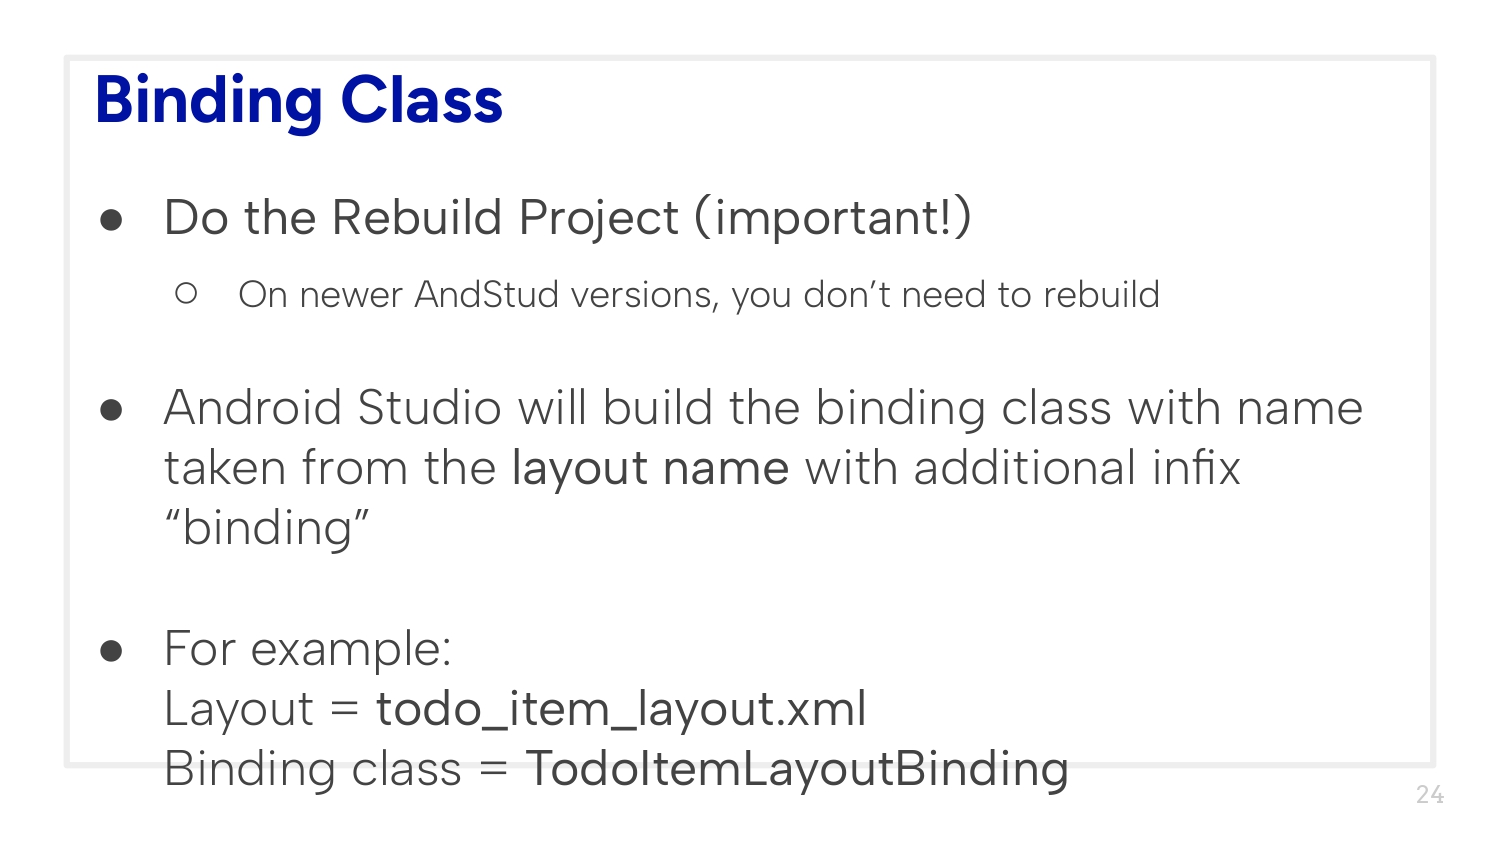 Binding Class
● Do the Rebuild Project (important!)
○ On newer AndStud versions, you don’t need to rebuild
● Android Studio will build the binding class with name
taken from the layout name with additional infix
“binding”
● For example:
Layout = todo_item_layout.xml
Binding class = TodoItemLayoutBinding
24